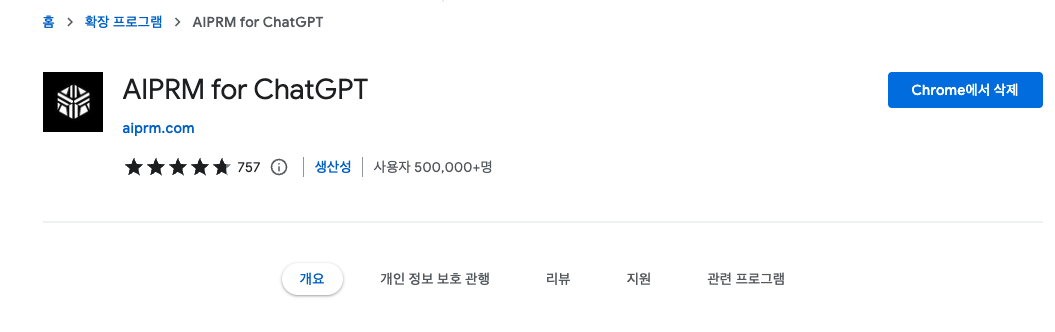 홈 > 확장 프로그램 > AIPRM for ChatGPT
AIPRM for ChatGPT
Chrome에서 삭제
aiprm.com
757 생산성 사용자 500,000+명
개요 개인 정보 보호 관행 리뷰 지원 관련 프로그램